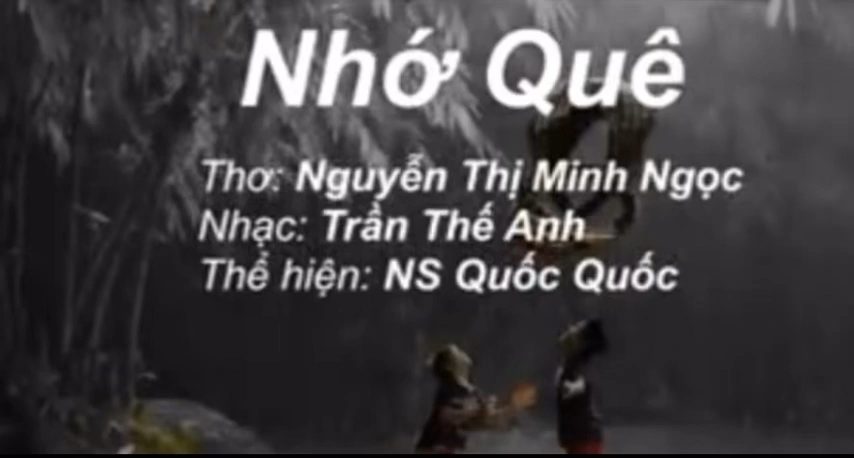 Nhớ Quê
Thơ: Nguyễn Thị Minh Ngọc
Nhạc: Trần Thế Anh
Thể hiện: NS Quốc Quốc